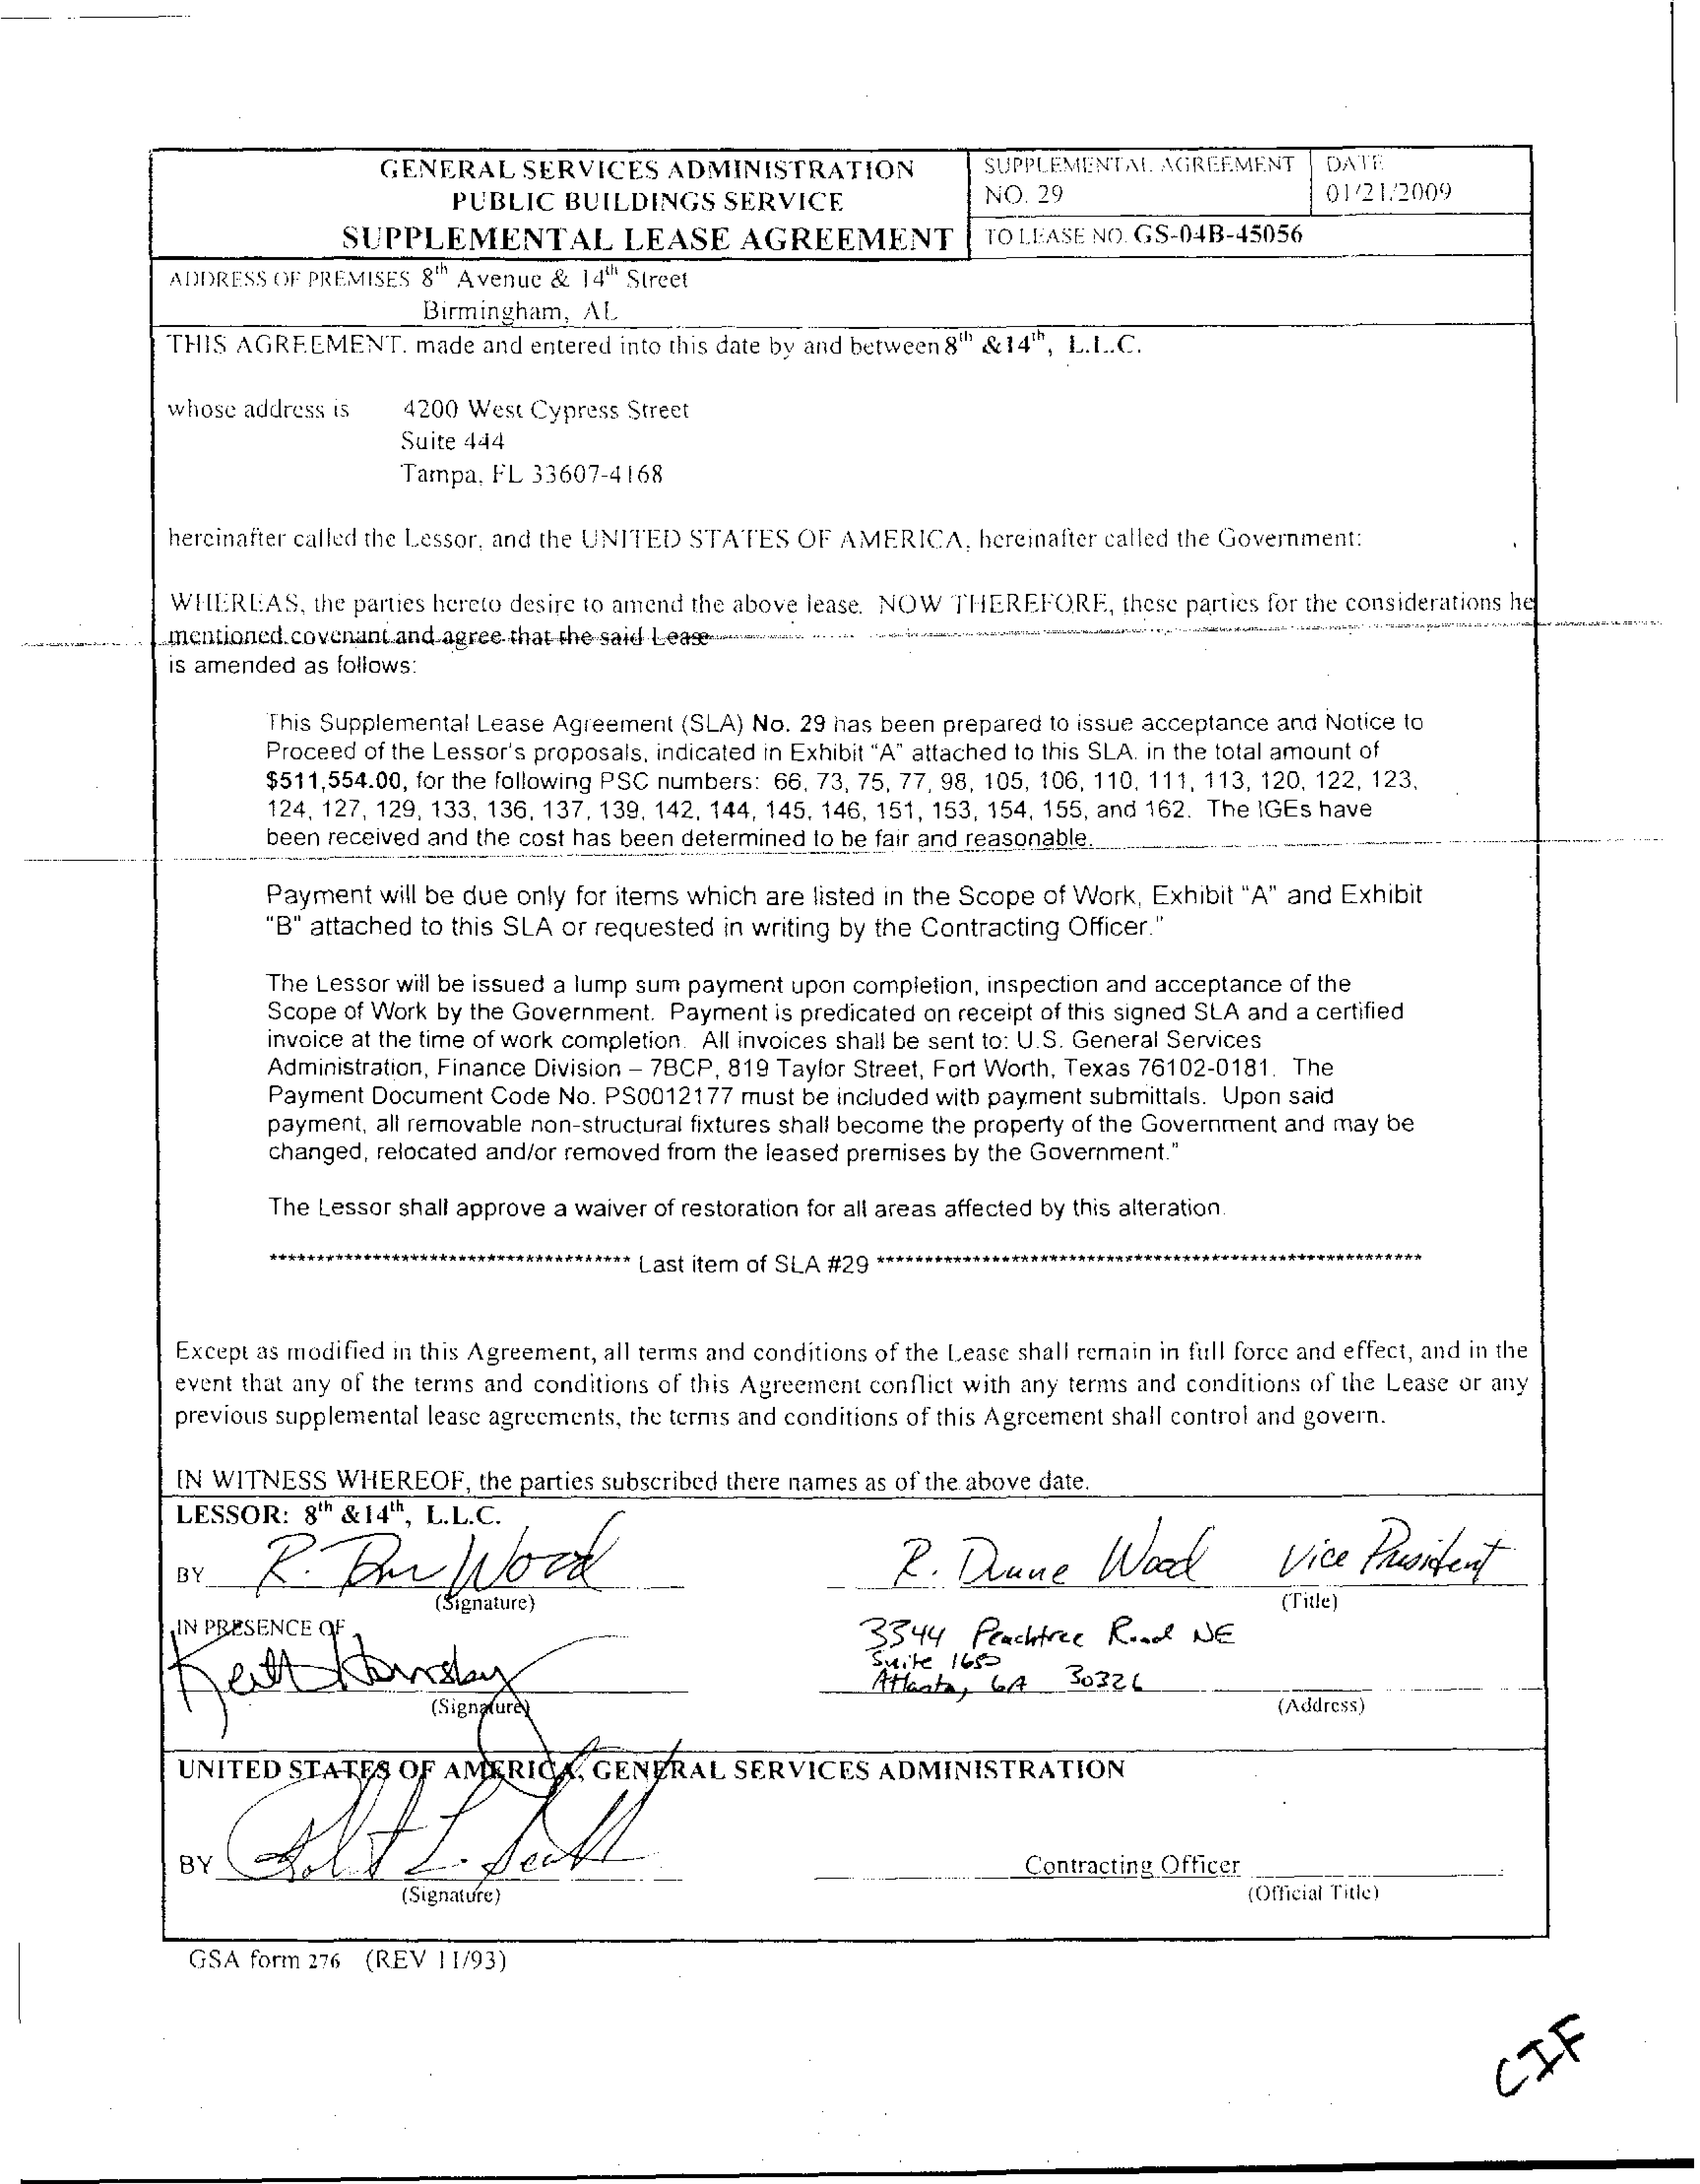 GENERAL SERVICES ADMINISTRATION
PUBLIC BUILDINGS SERVICE
SUPPLEMENTAL LEASE AGREEMENT
SUPPLEMENTAL AGREEMENT
NO. 29
DATE
01/21/2009
TO LEASE NO. GS-04B-45056
ADDRESS OF PREMISES 8th Avenue & 14th Street
Birmingham, AL
THIS AGREEMENT, made and entered into this date by and between 8th &14th, L.L.C.
whose address is 4200 West Cypress Street
Suite 444
Tampa, FL 33607-4168
hereinafter called the Lessor, and the UNITED STATES OF AMERICA, hereinafter called the Government:
WHEREAS, the parties hereto desire to amend the above lease. NOW THEREFORE, these parties for the considerations he
mentioned covenant and agree that the said Lease
is amended as follows:
This Supplemental Lease Agreement (SLA) No. 29 has been prepared to issue acceptance and Notice to
Proceed of the Lessor's proposals, indicated in Exhibit "A" attached to this SLA, in the total amount of
$511,554.00, for the following PSC numbers: 66, 73, 75, 77, 98, 105, 106, 110, 111, 113, 120, 122, 123,
124, 127, 129, 133, 136, 137, 139, 142, 144, 145, 146, 151, 153, 154, 155, and 162. The IGEs have
been received and the cost has been determined to be fair and reasonable.
Payment will be due only for items which are listed in the Scope of Work, Exhibit "A" and Exhibit
"B" attached to this SLA or requested in writing by the Contracting Officer."
The Lessor will be issued a lump sum payment upon completion, inspection and acceptance of the
Scope of Work by the Government. Payment is predicated on receipt of this signed SLA and a certified
invoice at the time of work completion. All invoices shall be sent to: U.S. General Services
Administration, Finance Division – 7BCP, 819 Taylor Street, Fort Worth, Texas 76102-0181. The
Payment Document Code No. PS0012177 must be included with payment submittals. Upon said
payment, all removable non-structural fixtures shall become the property of the Government and may be
changed, relocated and/or removed from the leased premises by the Government."
The Lessor shall approve a waiver of restoration for all areas affected by this alteration.
************************************** Last item of SLA #29 *********************************************************
Except as modified in this Agreement, all terms and conditions of the Lease shall remain in full force and effect, and in the
event that any of the terms and conditions of this Agreement conflict with any terms and conditions of the Lease or any
previous supplemental lease agreements, the terms and conditions of this Agreement shall control and govern.
IN WITNESS WHEREOF, the parties subscribed there names as of the above date.
LESSOR: 8th &14th, L.L.C.
BY R. Wood R. Duane Wood Vice President
(Signature) (Title)
IN PRESENCE OF
3344 Peachtree Road NE
Suite 1650
Keith Atlanta, GA 30326
(Signature) (Address)
UNITED STATES OF AMERICA, GENERAL SERVICES ADMINISTRATION
BY Contracting Officer
(Signature) (Official Title)
GSA form 276 (REV 11/93)
CIF